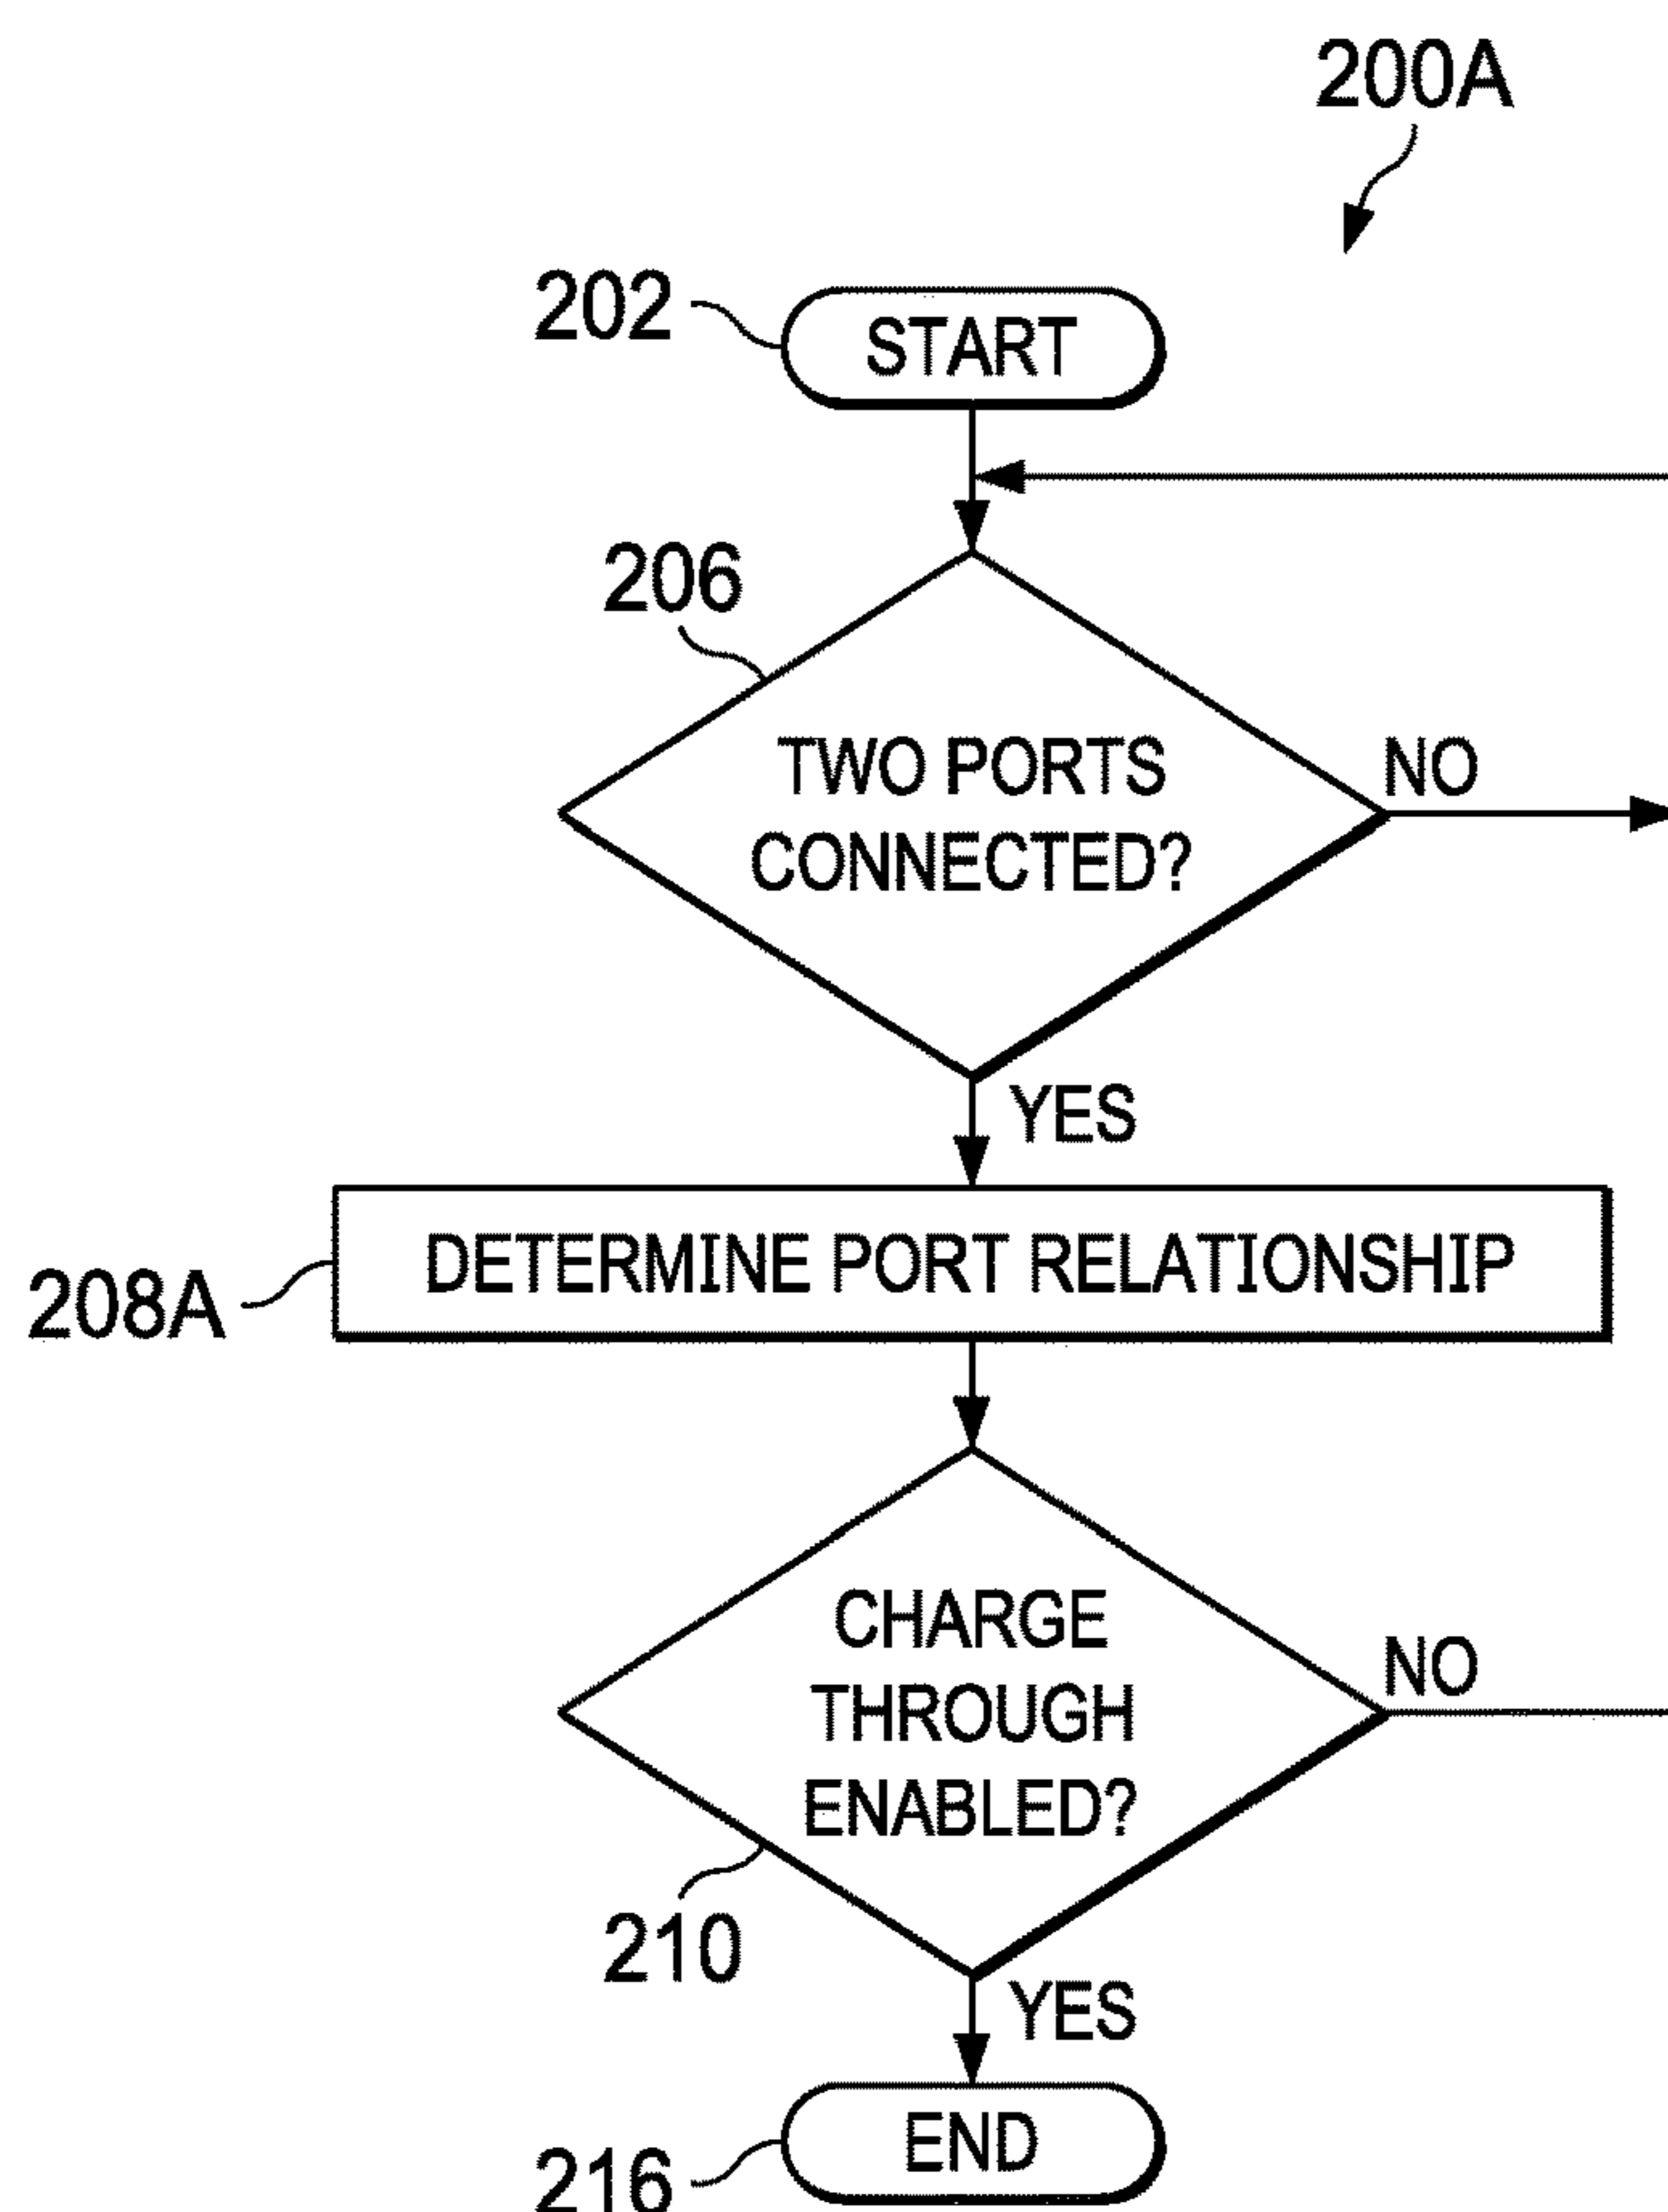 200A
202
START
206
TWO PORTS
CONNECTED?
NO
YES
208A
DETERMINE PORT RELATIONSHIP
CHARGE
THROUGH
ENABLED?
NO
210
YES
END
216